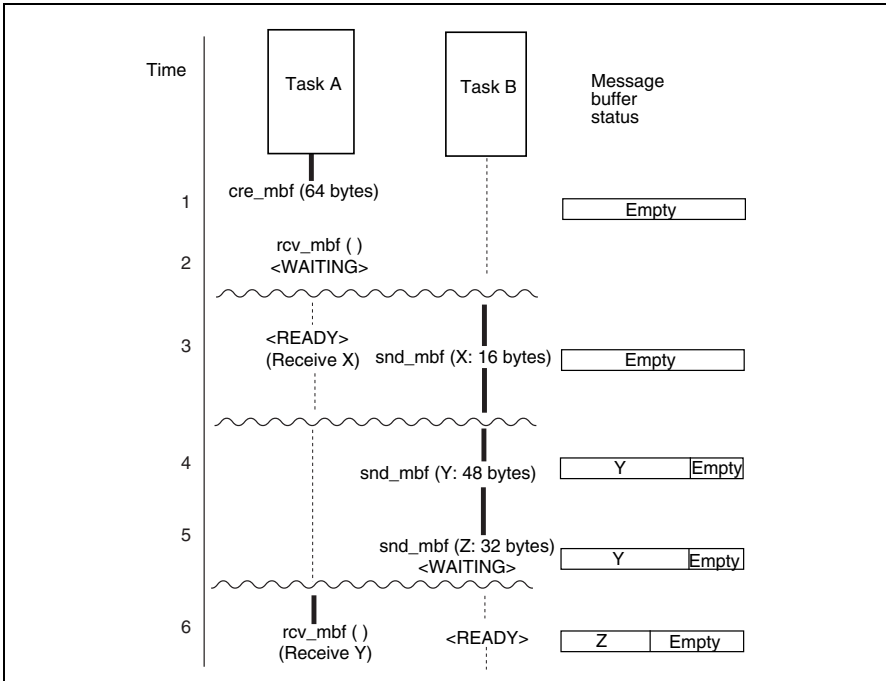 Time
Task A
Task B
Message
buffer
status
1
cre_mbf (64 bytes)
Empty
2
rcv_mbf ( )
<WAITING>
3
<READY>
(Receive X)
snd_mbf (X: 16 bytes)
Empty
4
snd_mbf (Y: 48 bytes)
Y
Empty
5
snd_mbf (Z: 32 bytes)
<WAITING>
Y
Empty
6
rcv_mbf ( )
(Receive Y)
<READY>
Z
Empty